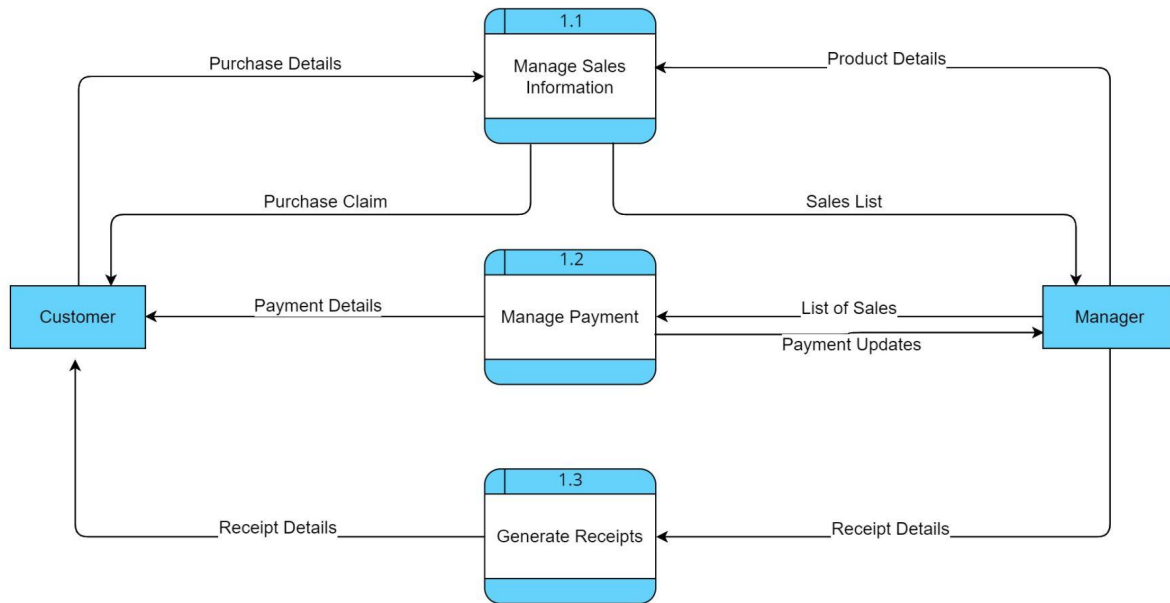 1.1
Purchase Details
Manage Sales
Information
Product Details
Purchase Claim
Sales List
1.2
Customer
Payment Details
Manage Payment
List of Sales
Payment Updates
Manager
1.3
Receipt Details
Generate Receipts
Receipt Details